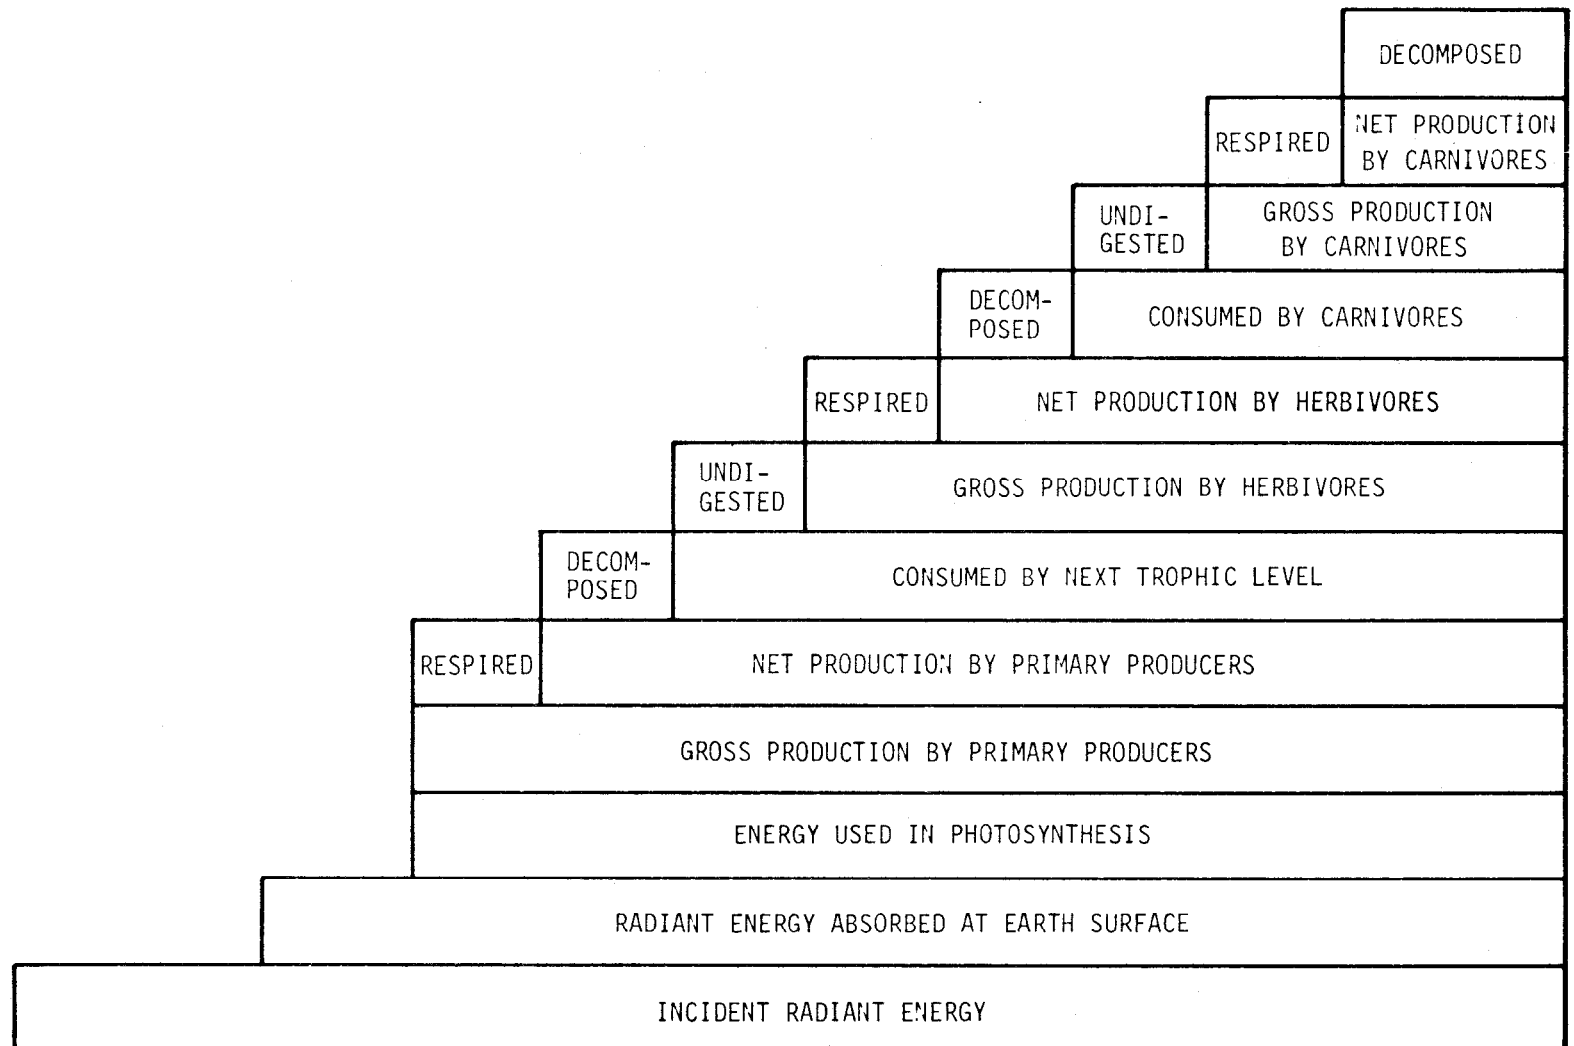 DECOMPOSED
RESPIRED
NET PRODUCTION
BY CARNIVORES
UNDI-
GESTED
GROSS PRODUCTION
BY CARNIVORES
DECOM-
POSED
CONSUMED BY CARNIVORES
RESPIRED
NET PRODUCTION BY HERBIVORES
UNDI-
GESTED
GROSS PRODUCTION BY HERBIVORES
DECOM-
POSED
CONSUMED BY NEXT TROPHIC LEVEL
RESPIRED
NET PRODUCTION BY PRIMARY PRODUCERS
GROSS PRODUCTION BY PRIMARY PRODUCERS
ENERGY USED IN PHOTOSYNTHESIS
RADIANT ENERGY ABSORBED AT EARTH SURFACE
INCIDENT RADIANT ENERGY